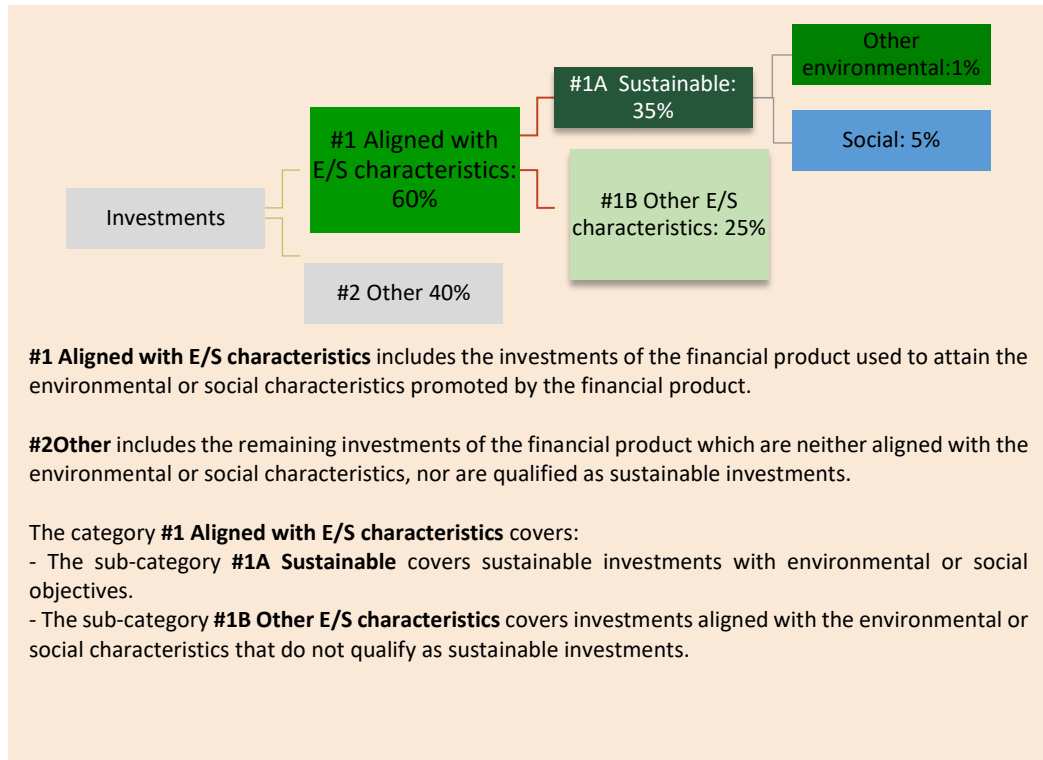 Other
environmental:1%
#1A Sustainable:
35%
#1 Aligned with
E/S characteristics:
60%
Social: 5%
Investments
#1B Other E/S
characteristics: 25%
#2 Other 40%
#1 Aligned with E/S characteristics includes the investments of the financial product used to attain the
environmental or social characteristics promoted by the financial product.
#2Other includes the remaining investments of the financial product which are neither aligned with the
environmental or social characteristics, nor are qualified as sustainable investments.
The category #1 Aligned with E/S characteristics covers:
- The sub-category #1A Sustainable covers sustainable investments with environmental or social
objectives.
- The sub-category #1B Other E/S characteristics covers investments aligned with the environmental or
social characteristics that do not qualify as sustainable investments.